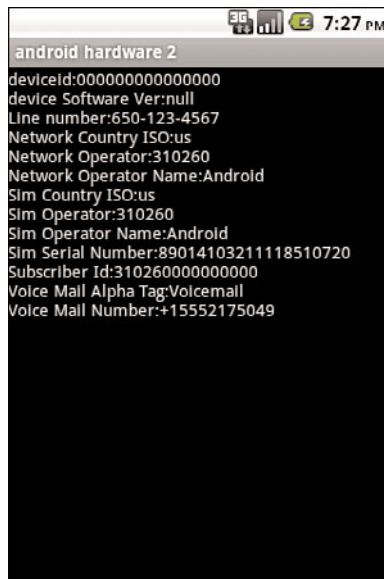 3G 7:27 PM
android hardware 2
deviceid:000000000000000
device Software Ver:null
Line number:650-123-4567
Network Country ISO:us
Network Operator:310260
Network Operator Name:Android
Sim Country ISO:us
Sim Operator:310260
Sim Operator Name:Android
Sim Serial Number:89014103211118510720
Subscriber Id:310260000000000
Voice Mail Alpha Tag:Voicemail
Voice Mail Number:+15552175049